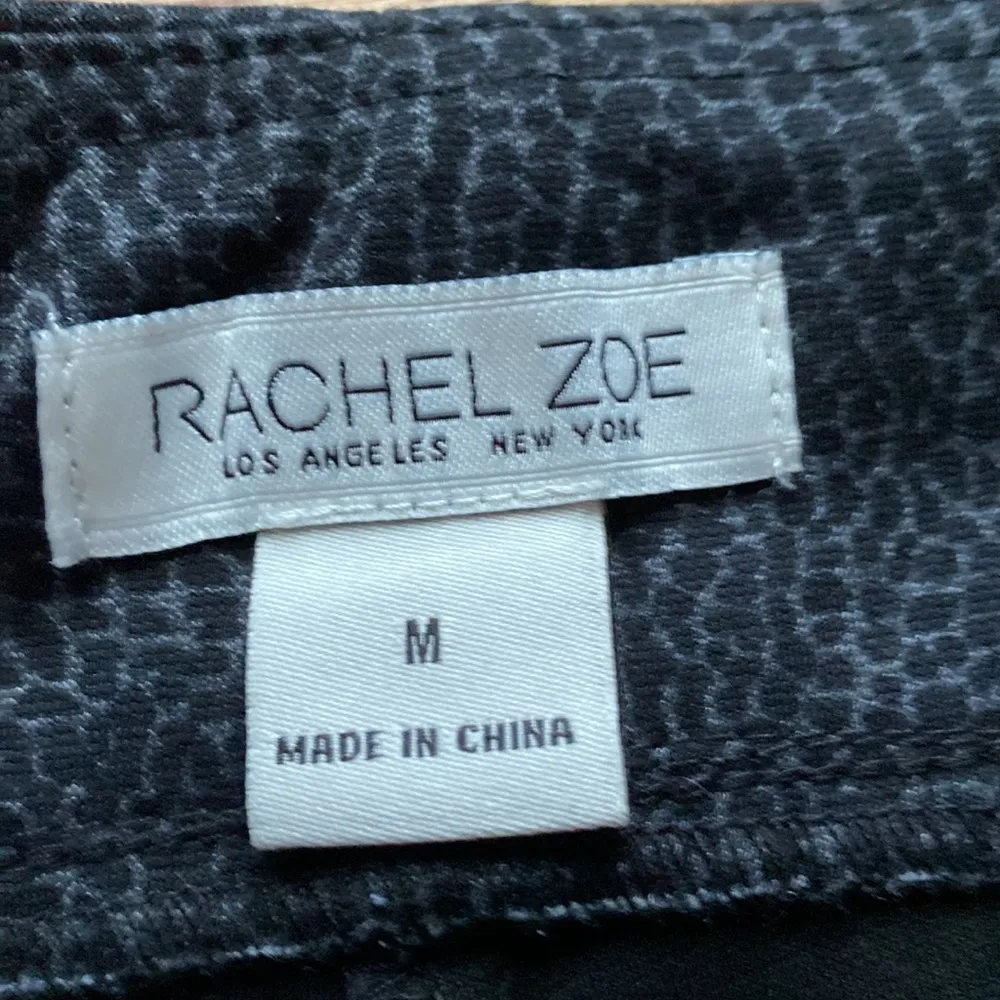 RACHEL ZOE
LOS ANGELES NEW YORK
M
MADE IN CHINA